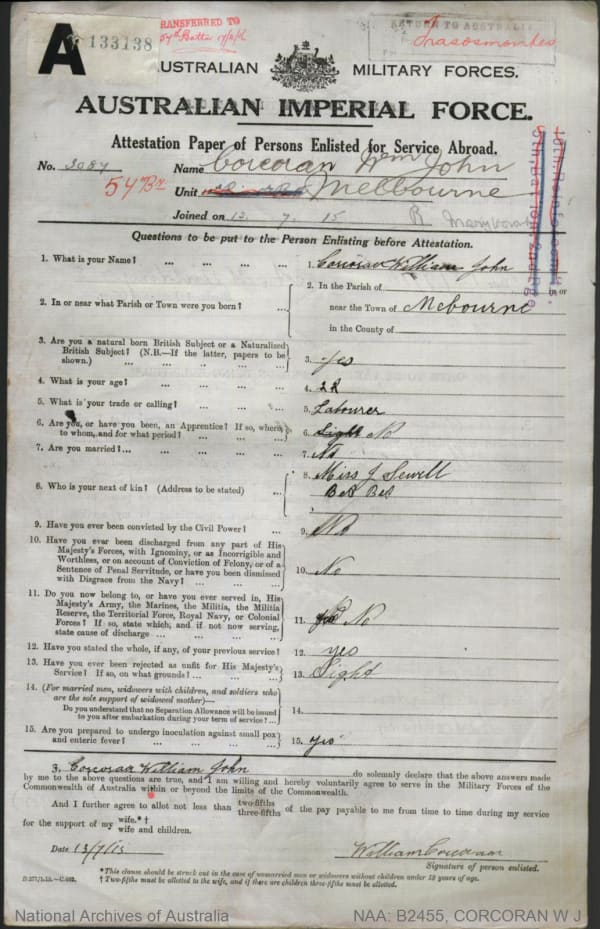 A 133138
TRANSFERRED TO
RETURN TO AUSTRALIA
AUSTRALIAN MILITARY FORCES.
AUSTRALIAN IMPERIAL FORCE.
Attestation Paper of Persons Enlisted for Service Abroad.
No. 3087 Name Corcoran Wm John
54 Bn Unit Melbourne
Joined on 13 . 7 . 15
Questions to be put to the Person Enlisting before Attestation.
1. What is your Name? ... ... ... ... 1. Corcoran William John
2. In or near what Parish or Town were you born? ... 2. In the Parish of in or
near the Town of Mebourne
in the County of
3. Are you a natural born British Subject or a Naturalized
British Subject? (N.B.—If the latter, papers to be
shown.) ... ... ... ... 3. yes
4. What is your age? ... ... ... ... 4.
5. What is your trade or calling? ... ... ... 5. Labourer
6. Are you, or have you been, an Apprentice? If so, where,
to whom, and for what period? ... ... ... 6. No
7. Are you married? ... ... ... ... 7. No
8. Who is your next of kin? (Address to be stated) ... 8. Miss J Sewell
Bet Bet
9. Have you ever been convicted by the Civil Power? ... 9. No
10. Have you ever been discharged from any part of His
Majesty's Forces, with Ignominy, or as Incorrigible and
Worthless, or on account of Conviction of Felony, or of a
Sentence of Penal Servitude, or have you been dismissed
with Disgrace from the Navy? ... ... ... 10. No
11. Do you now belong to, or have you ever served in, His
Majesty's Army, the Marines, the Militia, the Militia
Reserve, the Territorial Force, Royal Navy, or Colonial
Forces? If so, state which, and if not now serving,
state cause of discharge ... ... ... 11. No
12. Have you stated the whole, if any, of your previous service? 12. yes
13. Have you ever been rejected as unfit for His Majesty's
Service? If so, on what grounds? ... ... ... 13. Sight
14. (For married men, widowers with children, and soldiers who
are the sole support of widowed mother)—
Do you understand that no Separation Allowance will be issued
to you after embarkation during your term of service? ... 14.
15. Are you prepared to undergo inoculation against small pox
and enteric fever? ... ... ... ... 15. yes
3. Corcoran William John do solemnly declare that the above answers made
by me to the above questions are true, and I am willing and hereby voluntarily agree to serve in the Military Forces of the
Commonwealth of Australia within or beyond the limits of the Commonwealth.
And I further agree to allot not less than two-fifths three-fifths of the pay payable to me from time to time during my service
for the support of my wife.*† wife and children.
Date 13/7/15 William Corcoran
Signature of person enlisted.
*This clause should be struck out in the case of unmarried men or widowers without children under 18 years of age.
† Two-fifths must be allotted to the wife, and if there are children three-fifths must be allotted.
National Archives of Australia NAA: B2455, CORCORAN W J